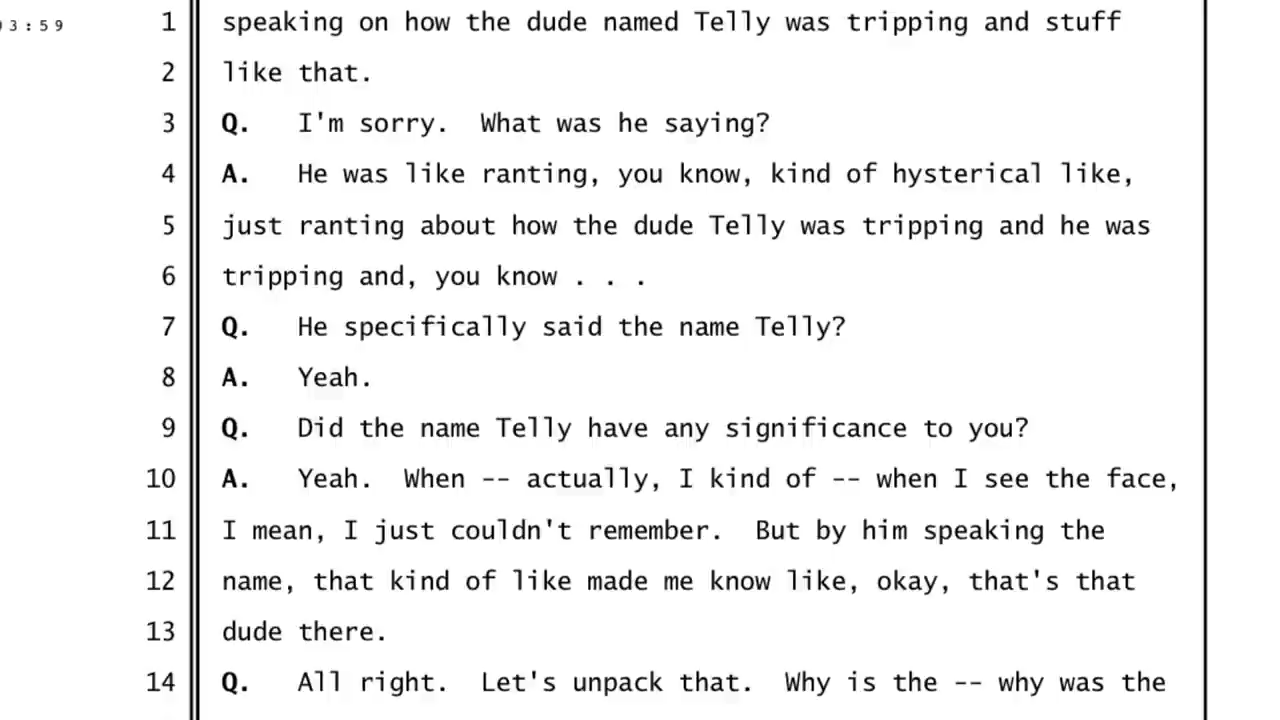 03:59 1 speaking on how the dude named Telly was tripping and stuff
2 like that.
3 Q. I'm sorry. What was he saying?
4 A. He was like ranting, you know, kind of hysterical like,
5 just ranting about how the dude Telly was tripping and he was
6 tripping and, you know . . .
7 Q. He specifically said the name Telly?
8 A. Yeah.
9 Q. Did the name Telly have any significance to you?
10 A. Yeah. When -- actually, I kind of -- when I see the face,
11 I mean, I just couldn't remember. But by him speaking the
12 name, that kind of like made me know like, okay, that's that
13 dude there.
14 Q. All right. Let's unpack that. Why is the -- why was the